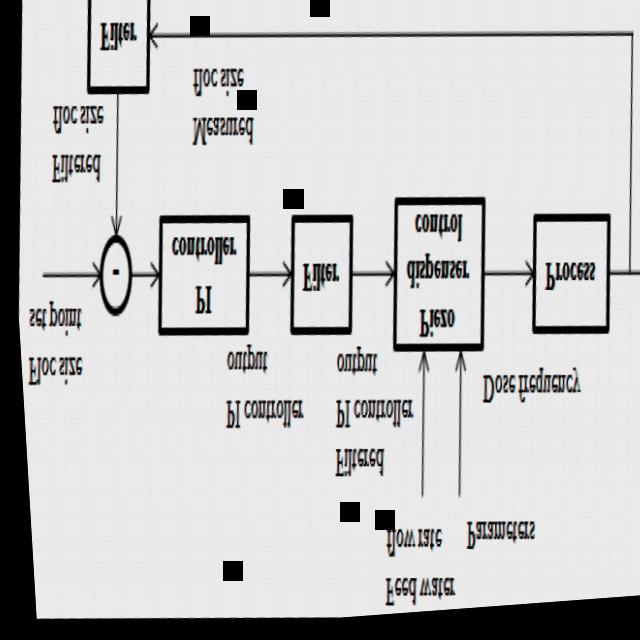 Feed water
flow rate
Parameters
Filtered
PI controller
output
PI controller
output
Dose frequency
Floc size
set point
-
PI
controller
Filter
Piezo
dispenser
control
Process
Filtered
floc size
Measured
floc size
Filter